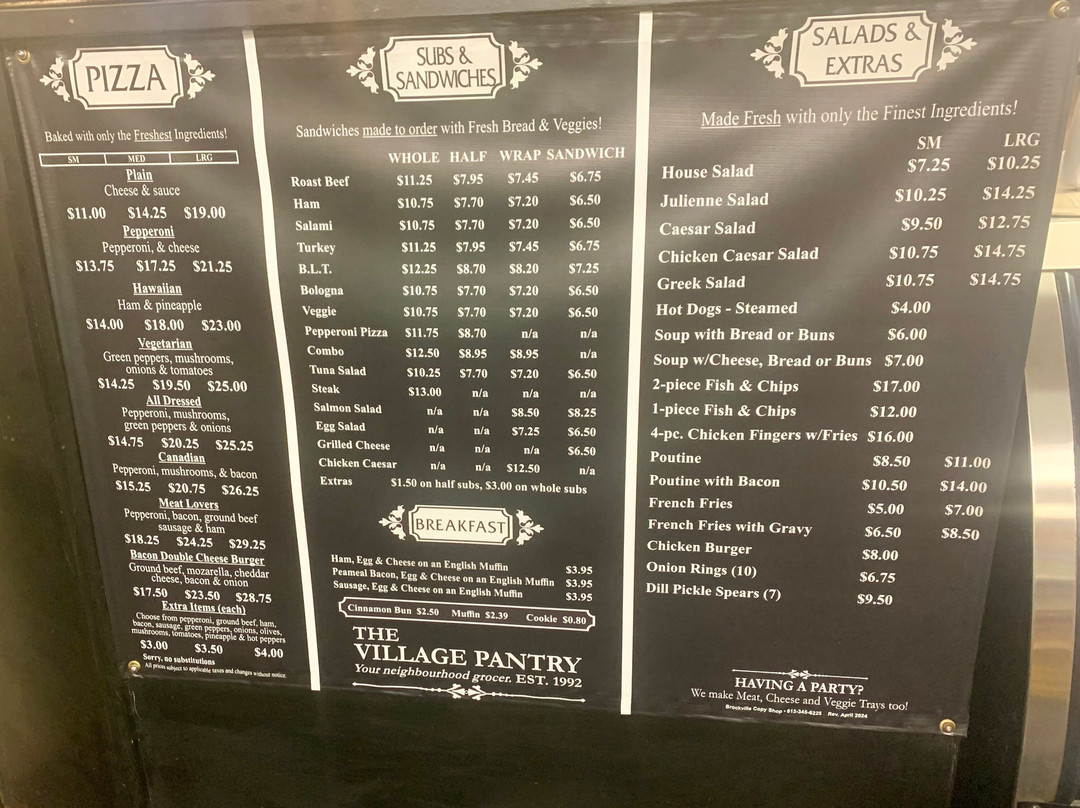 PIZZA
Baked with only the Freshest Ingredients!
SM MED LRG
Plain
Cheese & sauce
$11.00 $14.25 $19.00
Pepperoni
Pepperoni, & cheese
$13.75 $17.25 $21.25
Hawaiian
Ham & pineapple
$14.00 $18.00 $23.00
Vegetarian
Green peppers, mushrooms,
onions & tomatoes
$14.25 $19.50 $25.00
All Dressed
Pepperoni, mushrooms,
green peppers & onions
$14.75 $20.25 $25.25
Canadian
Pepperoni, mushrooms, & bacon
$15.25 $20.75 $26.25
Meat Lovers
Pepperoni, bacon, ground beef
sausage & ham
$18.25 $24.25 $29.25
Bacon Double Cheese Burger
Ground beef, mozarella, cheddar
cheese, bacon & onion
$17.50 $23.50 $28.75
Extra Items (each)
Choose from pepperoni, ground beef, ham,
bacon, sausage, green peppers, onions, olives,
mushrooms, tomatoes, pineapple & hot peppers
$3.00 $3.50 $4.00
Sorry, no substitutions
All prices subject to applicable taxes and changes without notice.
SUBS &
SANDWICHES
Sandwiches made to order with Fresh Bread & Veggies!
WHOLE HALF WRAP SANDWICH
Roast Beef $11.25 $7.95 $7.45 $6.75
Ham $10.75 $7.70 $7.20 $6.50
Salami $10.75 $7.70 $7.20 $6.50
Turkey $11.25 $7.95 $7.45 $6.75
B.L.T. $12.25 $8.70 $8.20 $7.25
Bologna $10.75 $7.70 $7.20 $6.50
Veggie $10.75 $7.70 $7.20 $6.50
Pepperoni Pizza $11.75 $8.70 n/a n/a
Combo $12.50 $8.95 $8.95 n/a
Tuna Salad $10.25 $7.70 $7.20 $6.50
Steak $13.00 n/a n/a n/a
Salmon Salad n/a n/a $8.50 $8.25
Egg Salad n/a n/a $7.25 $6.50
Grilled Cheese n/a n/a n/a $6.50
Chicken Caesar n/a n/a $12.50 n/a
Extras $1.50 on half subs, $3.00 on whole subs
BREAKFAST
Ham, Egg & Cheese on an English Muffin $3.95
Peameal Bacon, Egg & Cheese on an English Muffin $3.95
Sausage, Egg & Cheese on an English Muffin $3.95
Cinnamon Bun $2.50 Muffin $2.39 Cookie $0.80
THE
VILLAGE PANTRY
Your neighbourhood grocer. EST. 1992
SALADS &
EXTRAS
Made Fresh with only the Finest Ingredients!
SM LRG
House Salad $7.25 $10.25
Julienne Salad $10.25 $14.25
Caesar Salad $9.50 $12.75
Chicken Caesar Salad $10.75 $14.75
Greek Salad $10.75 $14.75
Hot Dogs - Steamed $4.00
Soup with Bread or Buns $6.00
Soup w/Cheese, Bread or Buns $7.00
2-piece Fish & Chips $17.00
1-piece Fish & Chips $12.00
4-pc. Chicken Fingers w/Fries $16.00
Poutine $8.50 $11.00
Poutine with Bacon $10.50 $14.00
French Fries $5.00 $7.00
French Fries with Gravy $6.50 $8.50
Chicken Burger $8.00
Onion Rings (10) $6.75
Dill Pickle Spears (7) $9.50
HAVING A PARTY?
We make Meat, Cheese and Veggie Trays too!
Brockville Copy Shop • 613-345-6225 Rev. April 2024